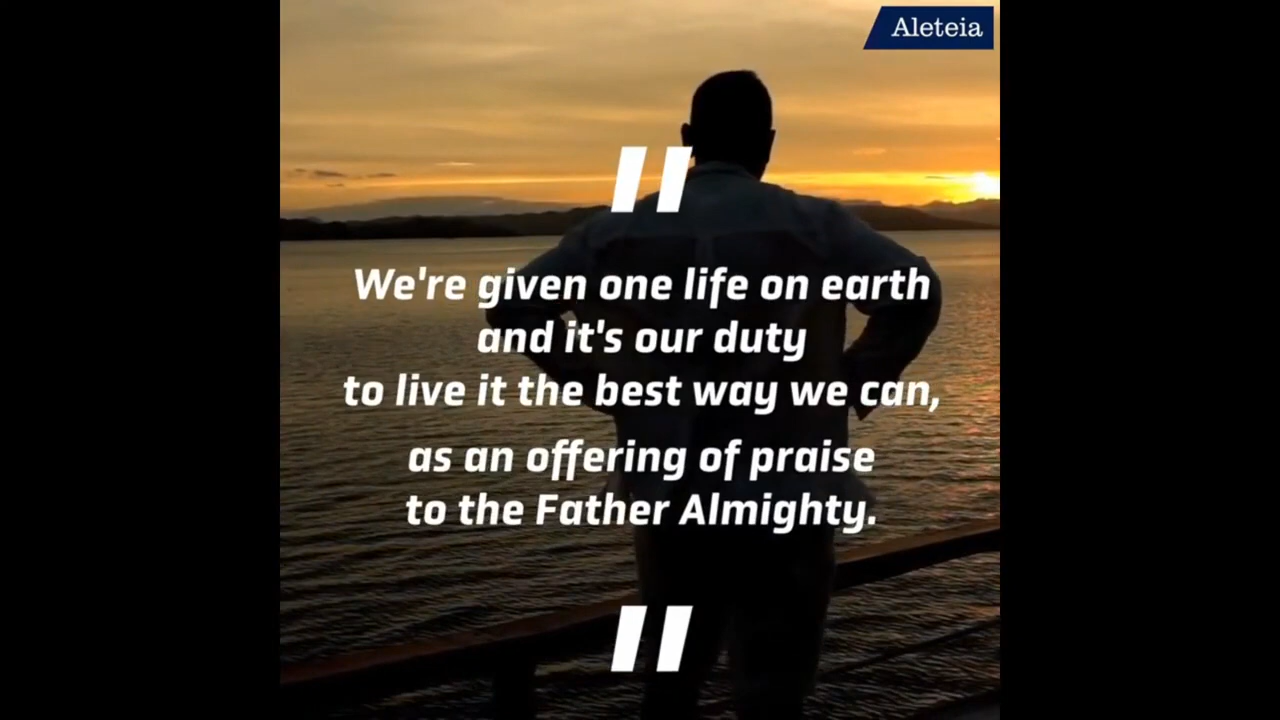 Aleteia
"
We're given one life on earth
and it's our duty
to live it the best way we can,
as an offering of praise
to the Father Almighty.
"